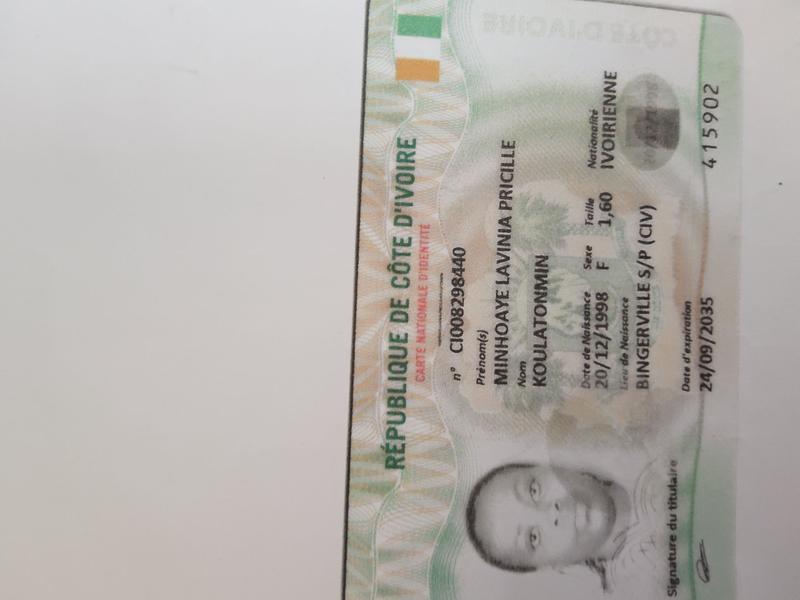 CÔTE D'IVOIRE
RÉPUBLIQUE DE CÔTE D'IVOIRE
CARTE NATIONALE D'IDENTITÉ
n° CI008298440
Prénom(s)
MINHOAYE LAVINIA PRICILLE
Nom
KOULATONMIN
Date de Naissance Sexe Taille Nationalité
20/12/1998 F 1,60 IVOIRIENNE
Lieu de Naissance
BINGERVILLE S/P (CIV)
Date d'expiration
24/09/2035
415902
Signature du titulaire